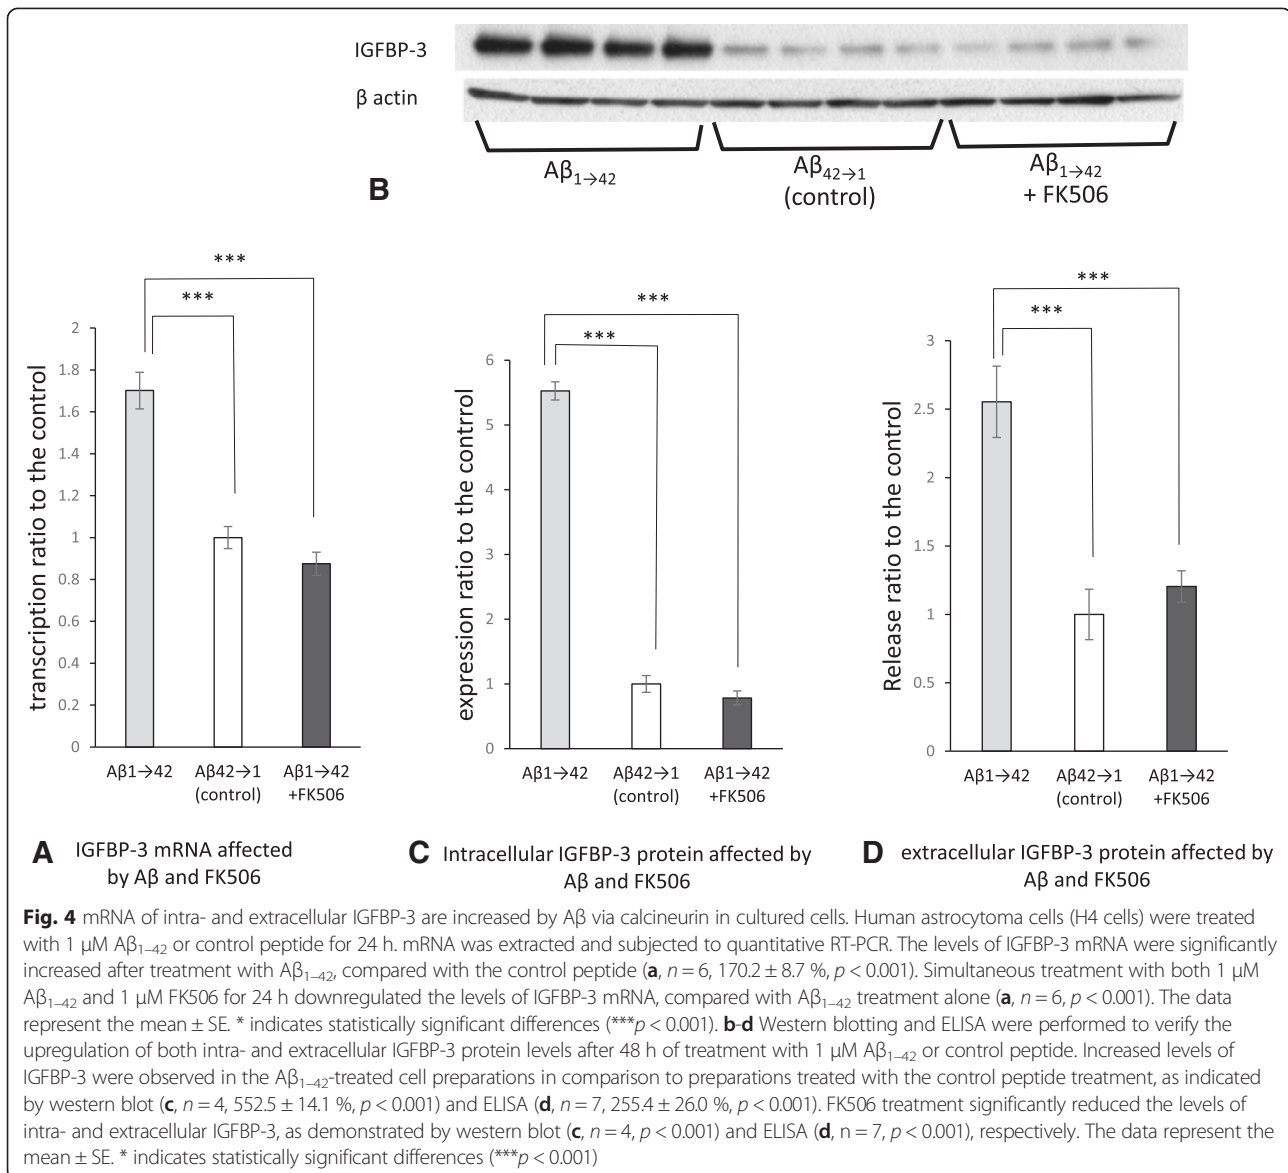 IGFBP-3
β actin
Aβ1→42
Aβ42→1
(control)
Aβ1→42
+ FK506
B
***
***
transcription ratio to the control
2
1.8
1.6
1.4
1.2
1
0.8
0.6
0.4
0.2
0
Aβ1→42
Aβ42→1
(control)
Aβ1→42
+FK506
A IGFBP-3 mRNA affected
by Aβ and FK506
***
***
expression ratio to the contrrol
6
5
4
3
2
1
0
Aβ1→42
Aβ42→1
(control)
Aβ1→42
+FK506
C Intracellular IGFBP-3 protein affected by
Aβ and FK506
***
***
Release ratio to the control
3
2.5
2
1.5
1
0.5
0
Aβ1→42
Aβ42→1
(control)
Aβ1→42
+FK506
D extracellular IGFBP-3 protein affected by
Aβ and FK506
Fig. 4 mRNA of intra- and extracellular IGFBP-3 are increased by Aβ via calcineurin in cultured cells. Human astrocytoma cells (H4 cells) were treated
with 1 μM Aβ1–42 or control peptide for 24 h. mRNA was extracted and subjected to quantitative RT-PCR. The levels of IGFBP-3 mRNA were significantly
increased after treatment with Aβ1–42, compared with the control peptide (a, n = 6, 170.2 ± 8.7 %, p < 0.001). Simultaneous treatment with both 1 μM
Aβ1–42 and 1 μM FK506 for 24 h downregulated the levels of IGFBP-3 mRNA, compared with Aβ1–42 treatment alone (a, n = 6, p < 0.001). The data
represent the mean ± SE. * indicates statistically significant differences (***p < 0.001). b-d Western blotting and ELISA were performed to verify the
upregulation of both intra- and extracellular IGFBP-3 protein levels after 48 h of treatment with 1 μM Aβ1–42 or control peptide. Increased levels of
IGFBP-3 were observed in the Aβ1–42-treated cell preparations in comparison to preparations treated with the control peptide treatment, as indicated
by western blot (c, n = 4, 552.5 ± 14.1 %, p < 0.001) and ELISA (d, n = 7, 255.4 ± 26.0 %, p < 0.001). FK506 treatment significantly reduced the levels of
intra- and extracellular IGFBP-3, as demonstrated by western blot (c, n = 4, p < 0.001) and ELISA (d, n = 7, p < 0.001), respectively. The data represent the
mean ± SE. * indicates statistically significant differences (***p < 0.001)